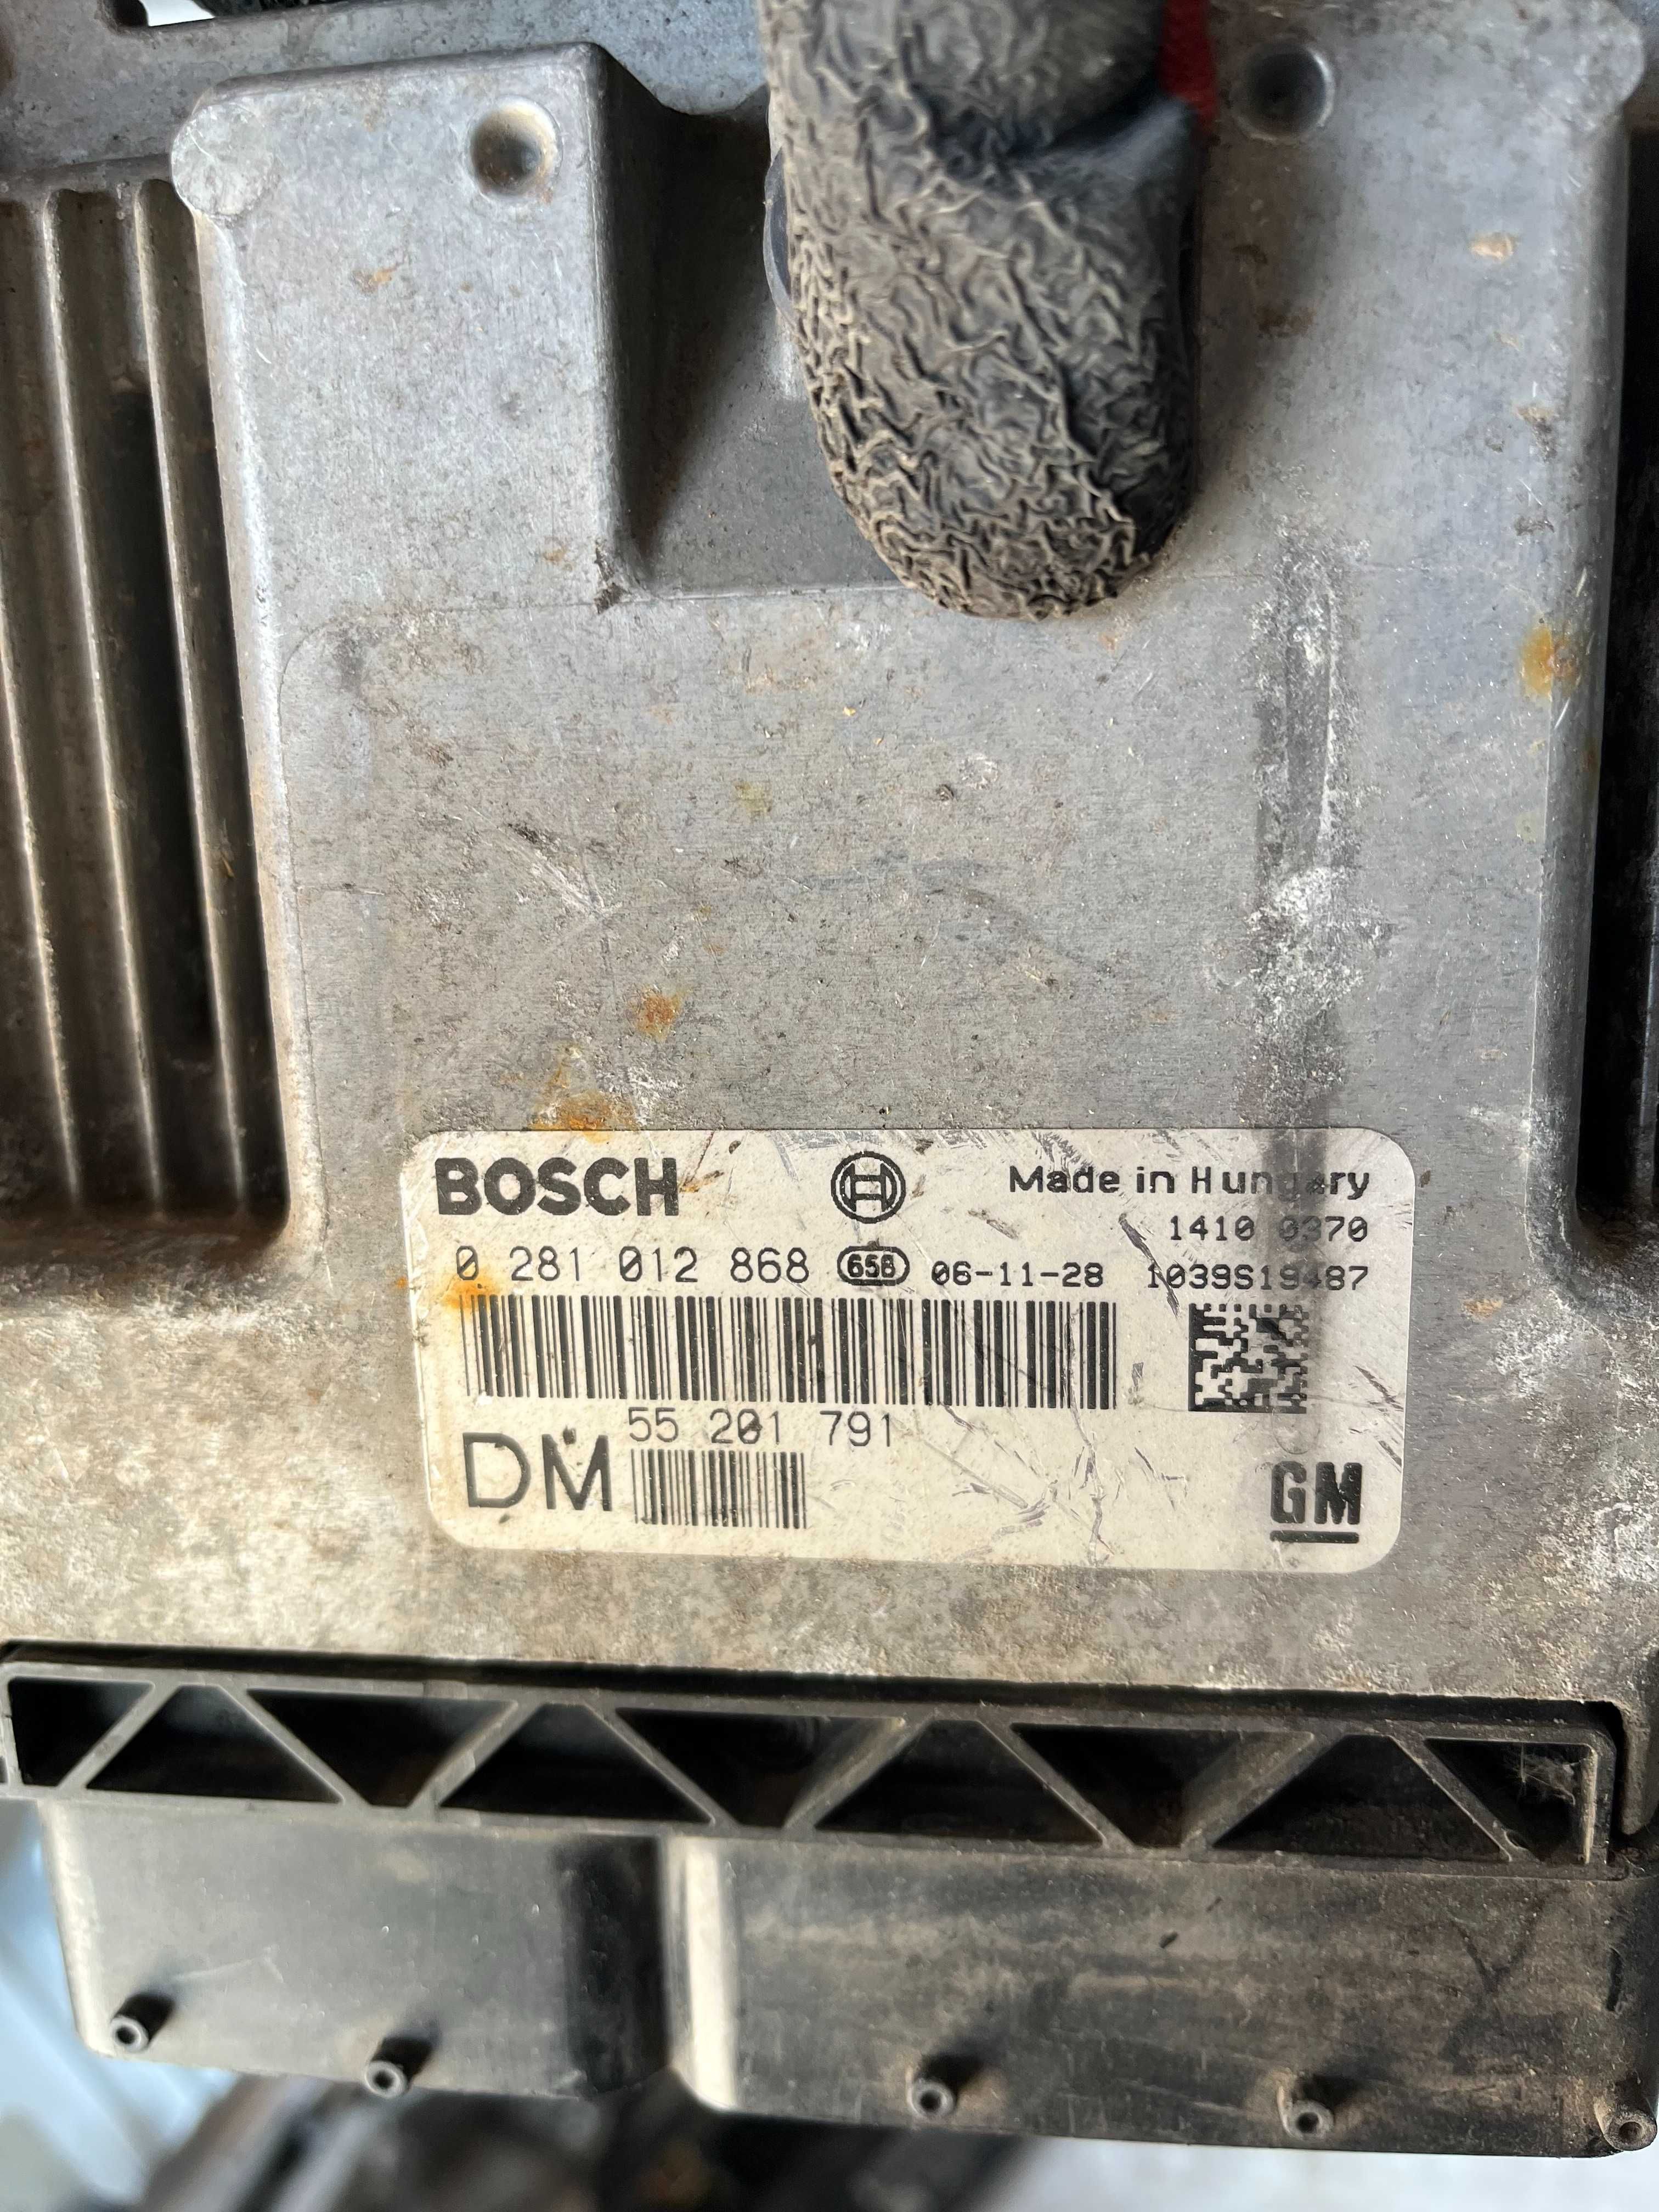 BOSCH Made in Hungary
1410 0370
0 281 012 868 656 06-11-28 1039S19487
55 201 791
DM
GM